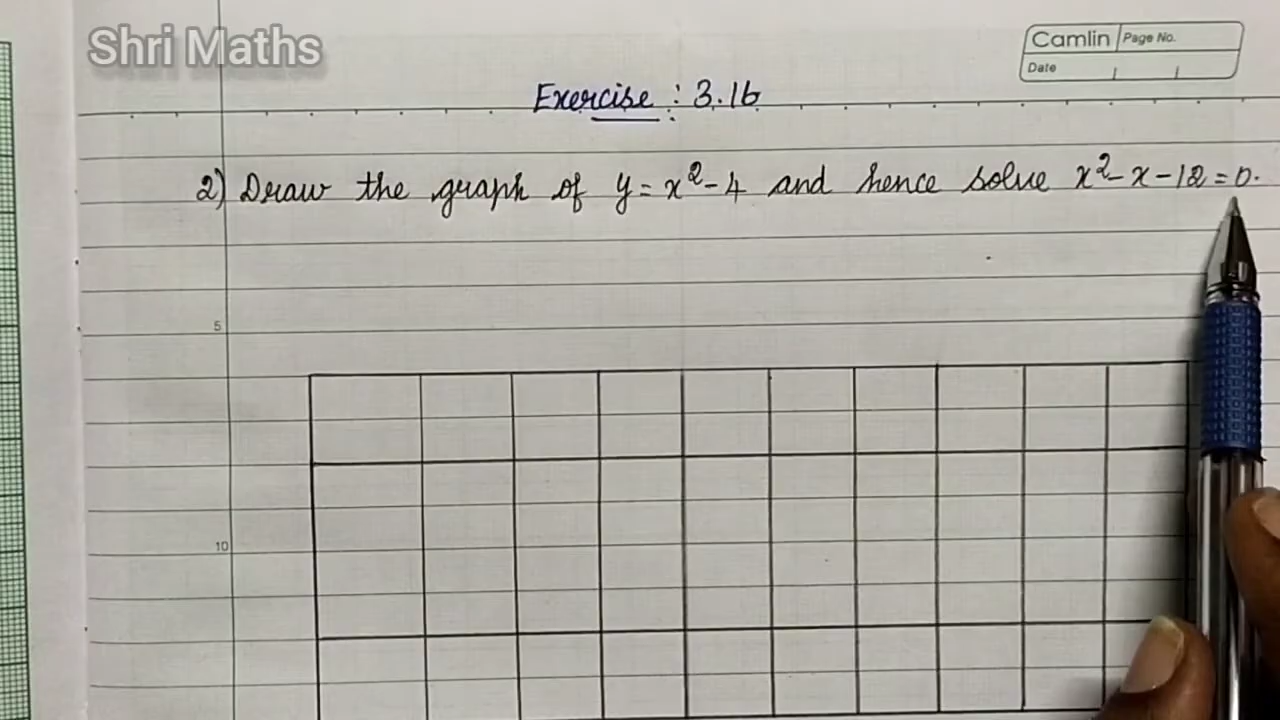 Shri Maths
Camlin Page No.
Date
Exercise : 3.16
2) Draw the graph of y = x² - 4 and hence solve x² - x - 12 = 0.
5
10